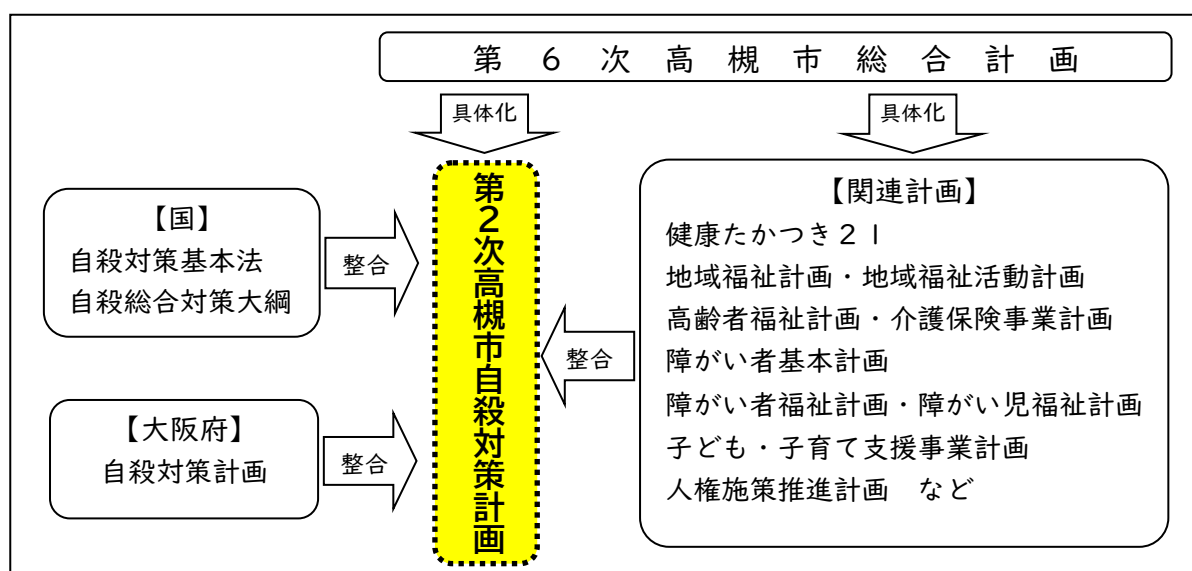 第６次高槻市総合計画
具体化
具体化
【国】
自殺対策基本法
自殺総合対策大綱
整合
【大阪府】
自殺対策計画
整合
第２次高槻市自殺対策計画
整合
【関連計画】
健康たかつき２１
地域福祉計画・地域福祉活動計画
高齢者福祉計画・介護保険事業計画
障がい者基本計画
障がい者福祉計画・障がい児福祉計画
子ども・子育て支援事業計画
人権施策推進計画　など